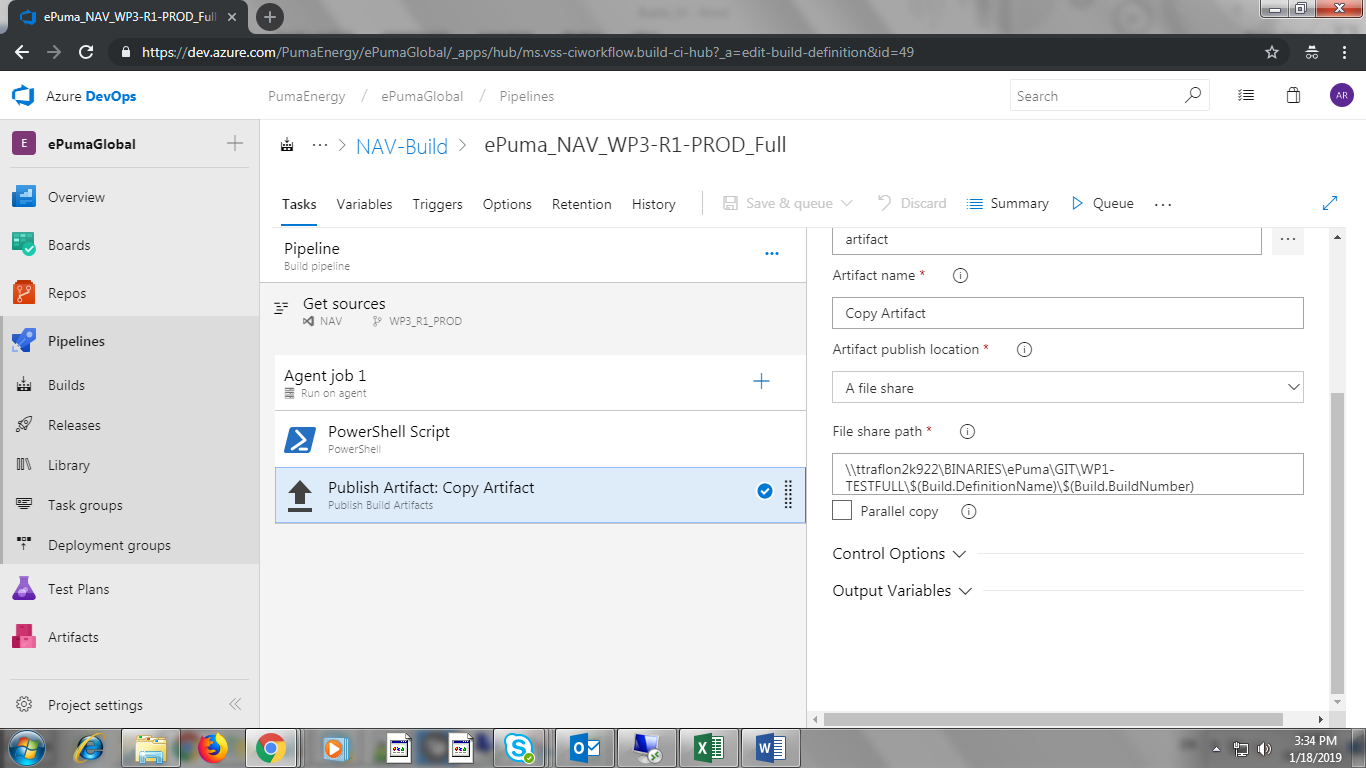 ePuma_NAV_WP3-R1-PROD_Full
https://dev.azure.com/PumaEnergy/ePumaGlobal/_apps/hub/ms.vss-ciworkflow.build-ci-hub?_a=edit-build-definition&id=49
Azure DevOps
PumaEnergy / ePumaGlobal / Pipelines
Search
AR
E ePumaGlobal
Overview
Boards
Repos
Pipelines
Builds
Releases
Library
Task groups
Deployment groups
Test Plans
Artifacts
Project settings
··· > NAV-Build > ePuma_NAV_WP3-R1-PROD_Full
Tasks Variables Triggers Options Retention History Save & queue Discard Summary Queue ···
Pipeline
Build pipeline
Get sources
NAV WP3_R1_PROD
Agent job 1
Run on agent
PowerShell Script
PowerShell
Publish Artifact: Copy Artifact
Publish Build Artifacts
artifact
Artifact name *
Copy Artifact
Artifact publish location *
A file share
File share path *
\\ttraflon2k922\BINARIES\ePuma\GIT\WP1-
TESTFULL\$(Build.DefinitionName)\$(Build.BuildNumber)
Parallel copy
Control Options
Output Variables
3:34 PM
1/18/2019